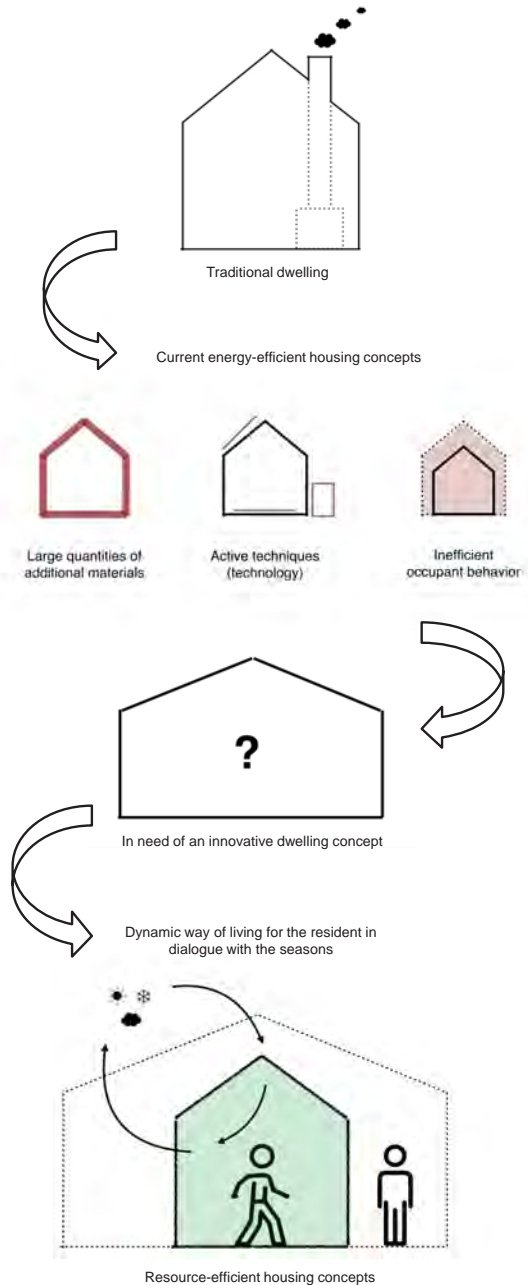 Traditional dwelling
Current energy-efficient housing concepts
Large quantities of
additional materials
Active techniques
(technology)
Inefficient
occupant behavior
?
In need of an innovative dwelling concept
Dynamic way of living for the resident in
dialogue with the seasons
Resource-efficient housing concepts